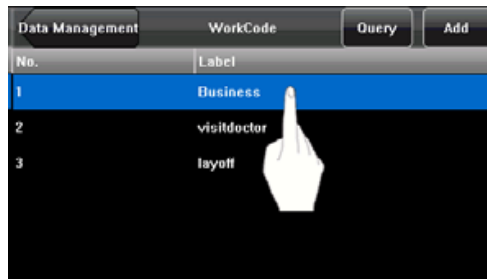 Data Management WorkCode Query Add
No. Label
1 Business
2 visitdoctor
3 layoff